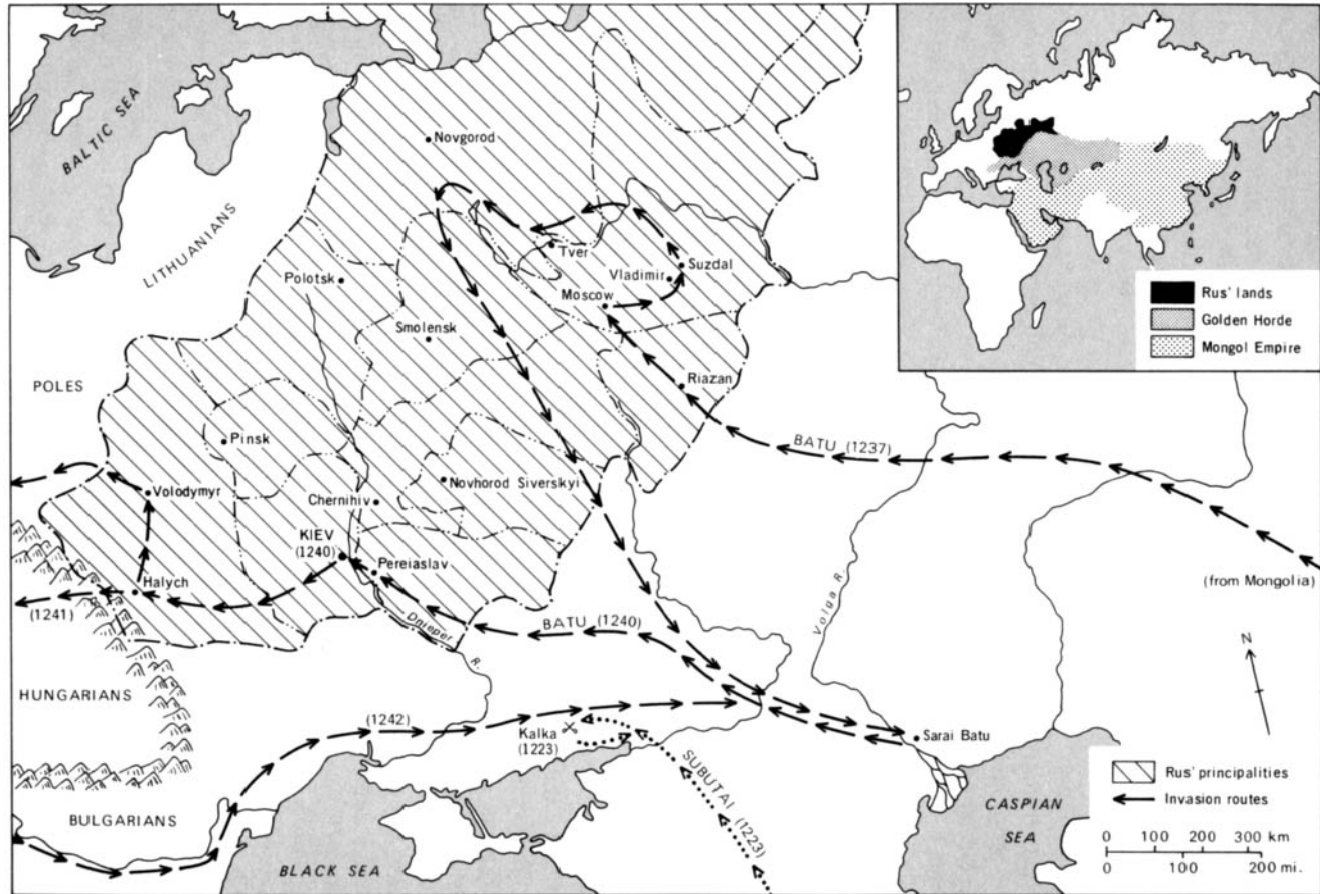 BALTIC SEA
LITHUANIANS
POLES
HUNGARIANS
BULGARIANS
BLACK SEA
CASPIAN
SEA
Novgorod
Tver
Vladimir
Suzdal
Moscow
Polotsk
Smolensk
Riazan
Pinsk
Novhorod Siverskyi
Chernihiv
Volodymyr
KIEV
(1240)
Pereiaslav
Halych
(1241)
Dnieper
R.
BATU (1237)
(from Mongolia)
Volga R.
BATU (1240)
(1242)
Kalka
(1223)
SUBUTAI (1223)
Sarai Batu
Rus' lands
Golden Horde
Mongol Empire
N
Rus' principalities
Invasion routes
0 100 200 300 km
0 100 200 mi.